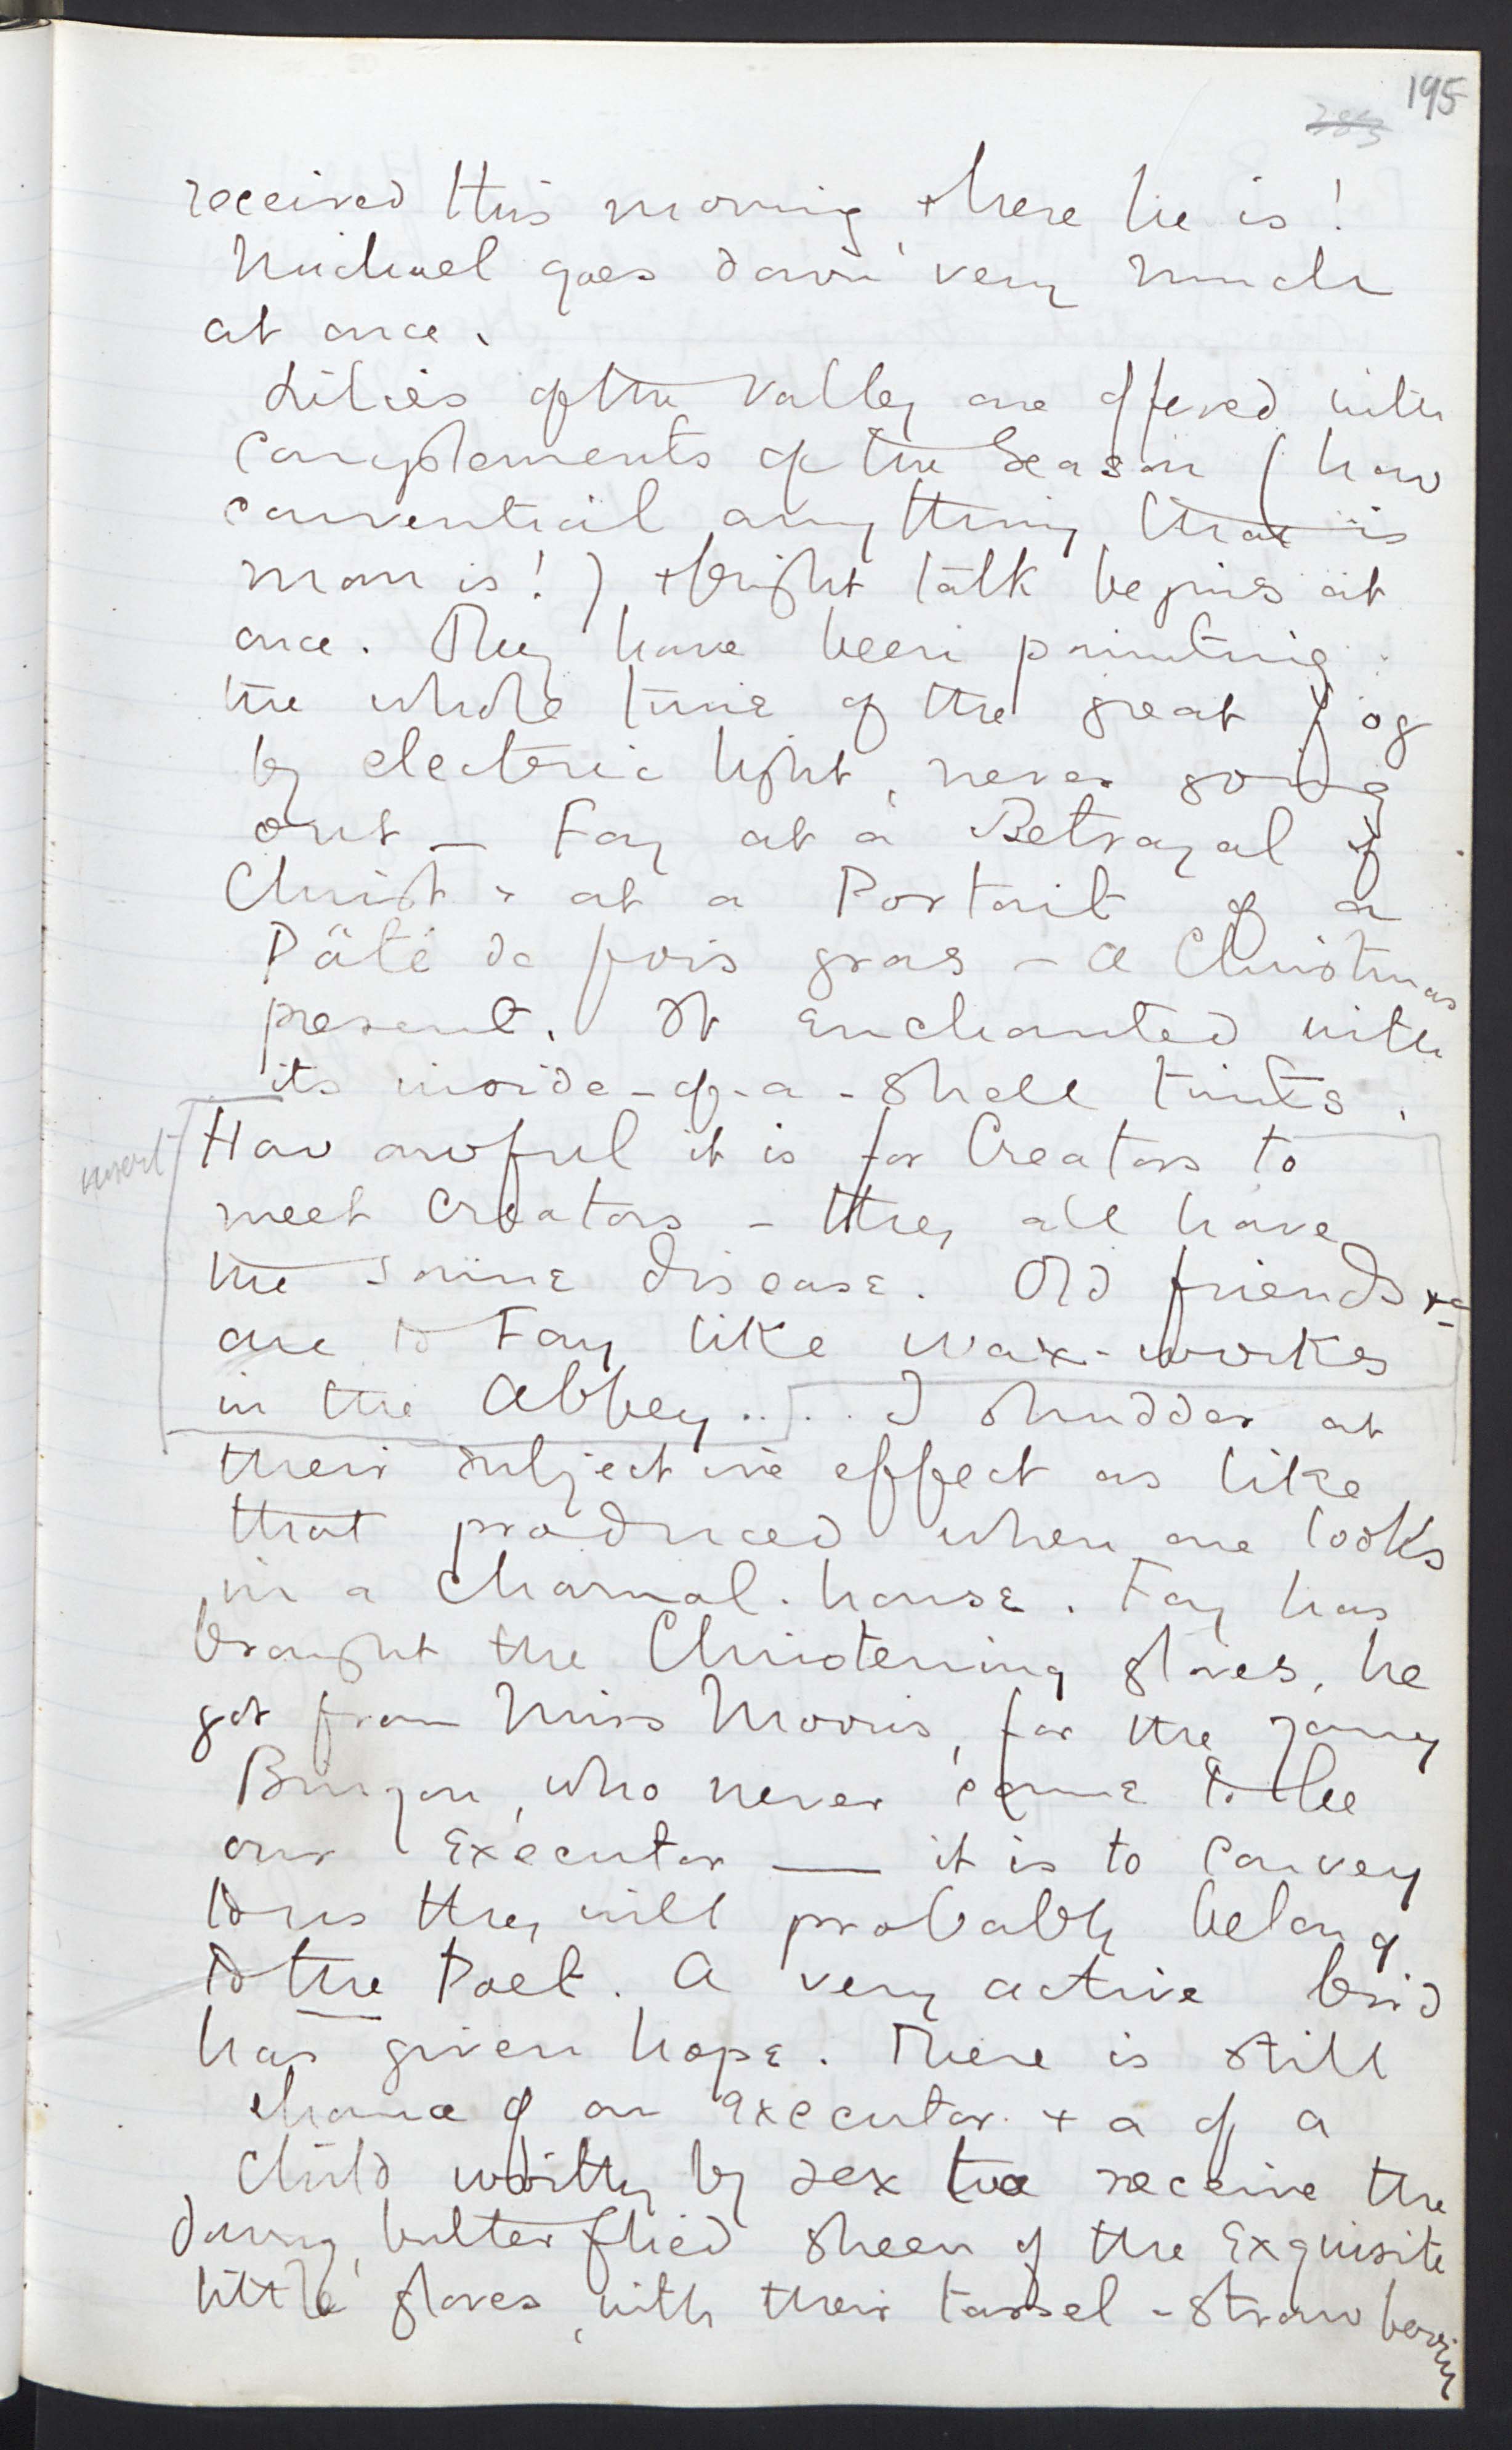 195
283
received this morning, + here he is!
Michael goes down very much
at once.
Lilies of the Valley are offered with
complements of the Season (how
convential anything that is
man is!), + bright talk begins at
once. They have been painting
the whole time of the great fog
by electric light, never going
out — Fay at a Betrayal of
Christ & at a Portait of a
Pâté de fois gras – a Christmas
present. It enchanted with
its inside-of-a-shell tints.
insert
How awful it is for Creators to
meet Creators – they all have
the same disease. Old friends
are to Fay like wax-workes
in the Abbey..... I shudder at
their subjective effect as like
that produced when one looks
in a Charnal-house. Fay has
brought the Christening gloves, he
got from Miss Morris, for the young
Bunyon, who never came to be
our Executor — it is to convey
to us they will probably belong
to the Poet. A very active bird
has given hope. There is still
chance of an executor + a of a
Child worthy by sex too receive the
downy, butterflied sheen of the Exquisite
little gloves, with their tassel-strawberries